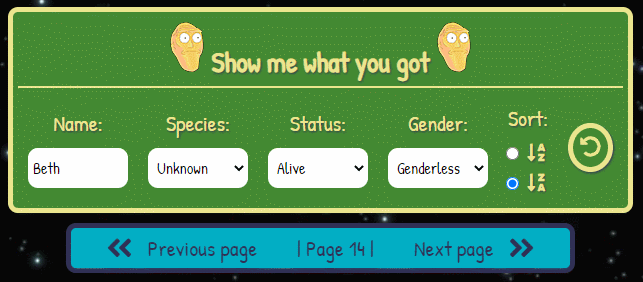 Show me what you got
Name: Species: Status: Gender: Sort:
Beth Unknown Alive Genderless
A
Z
Z
A
Previous page | Page 14 | Next page